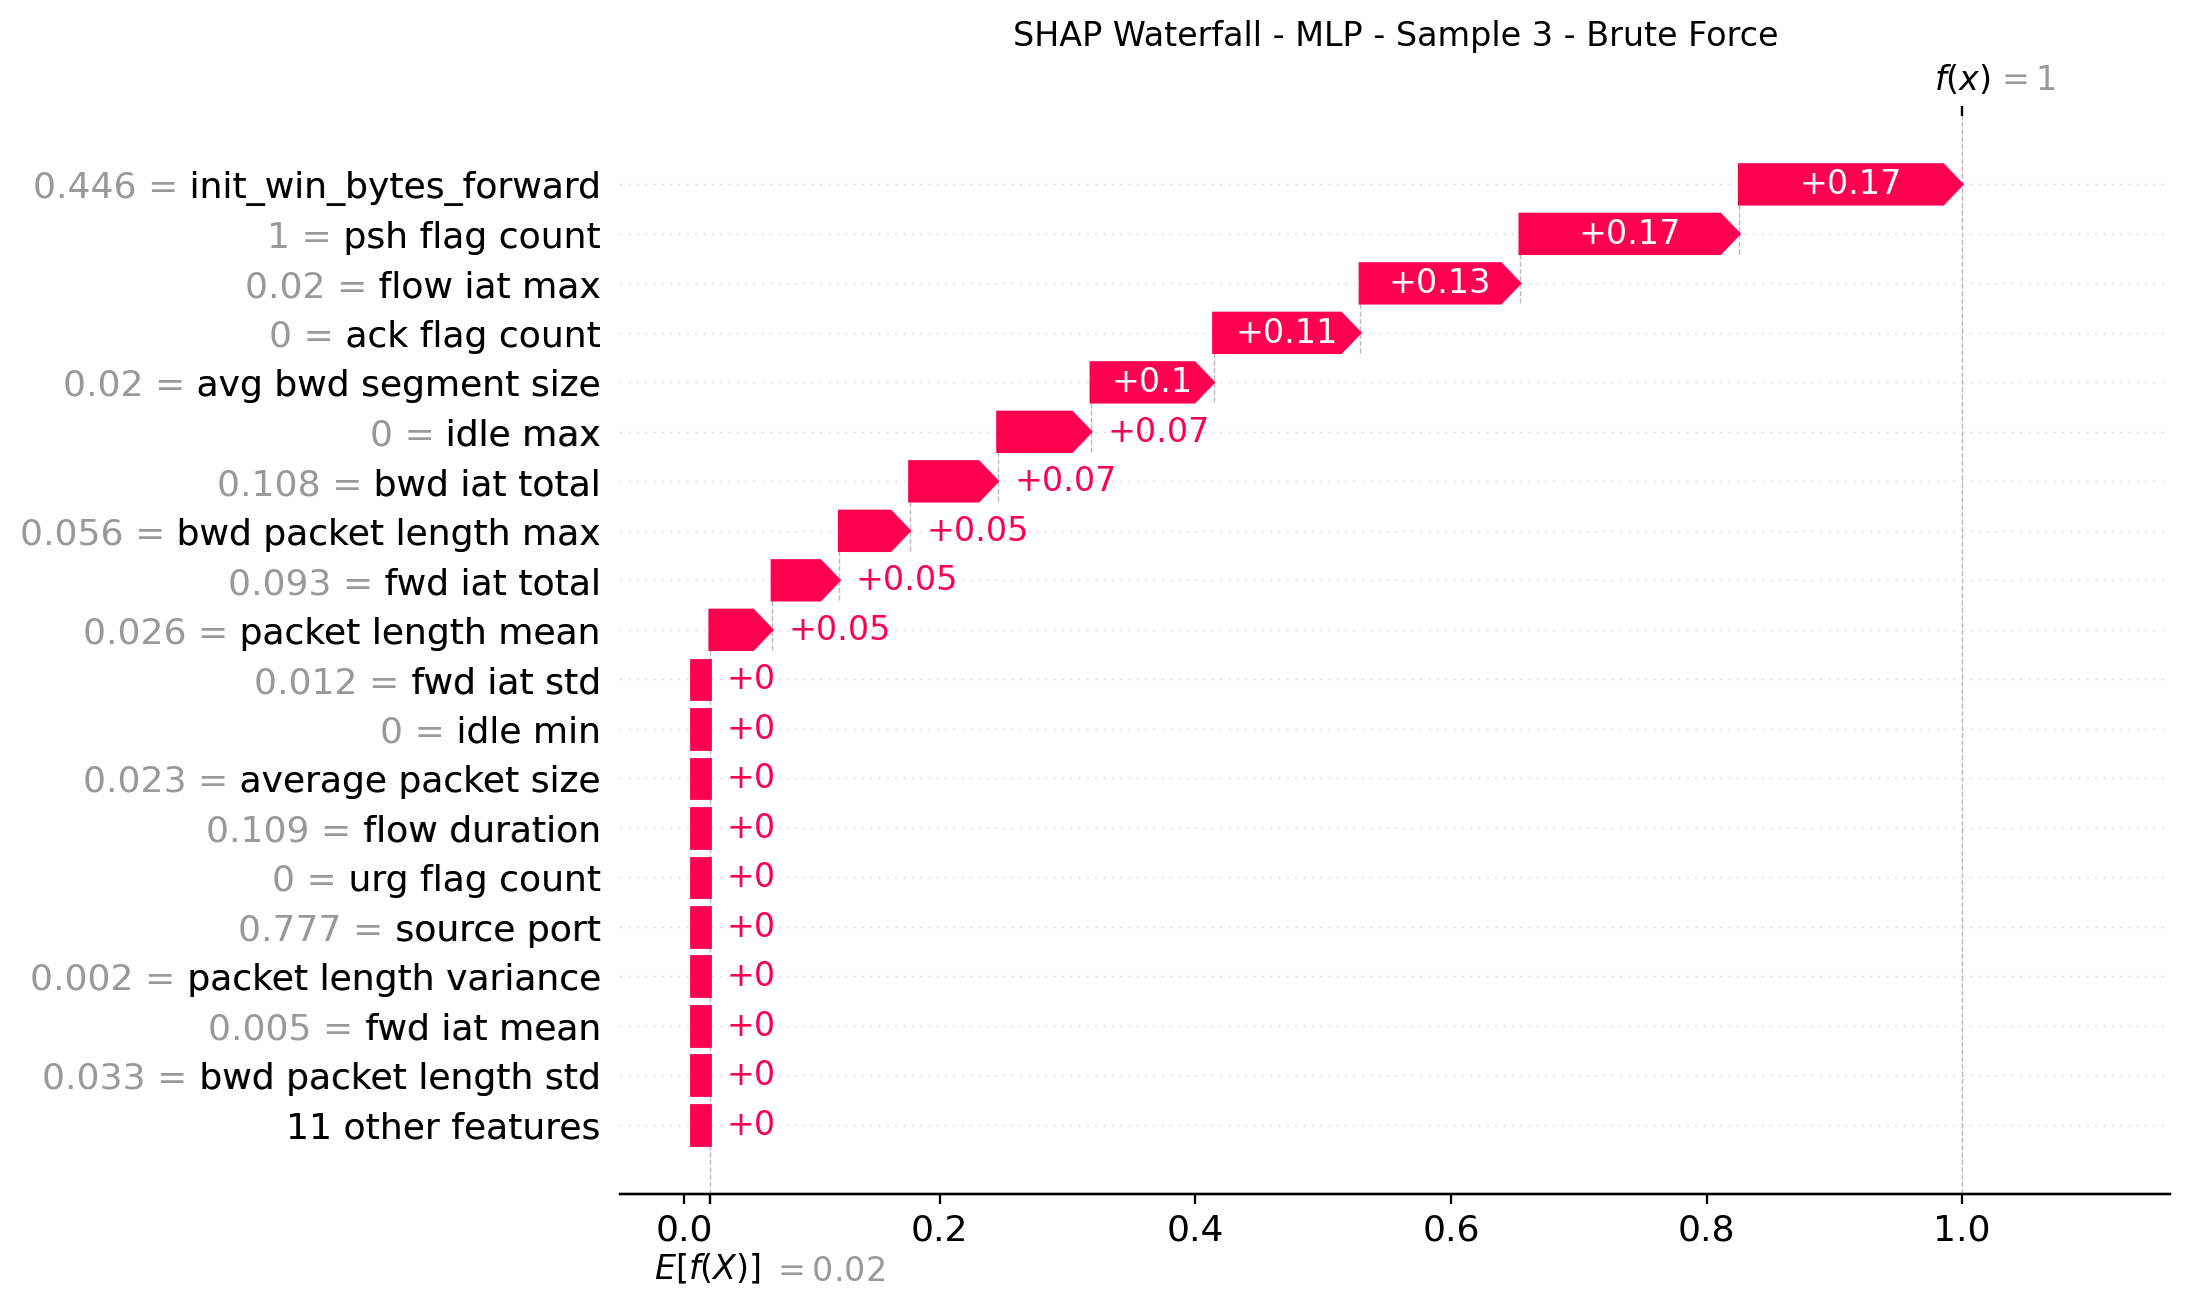 SHAP Waterfall - MLP - Sample 3 - Brute Force
f(x) = 1
0.446 = init_win_bytes_forward +0.17
1 = psh flag count +0.17
0.02 = flow iat max +0.13
0 = ack flag count +0.11
0.02 = avg bwd segment size +0.1
0 = idle max +0.07
0.108 = bwd iat total +0.07
0.056 = bwd packet length max +0.05
0.093 = fwd iat total +0.05
0.026 = packet length mean +0.05
0.012 = fwd iat std +0
0 = idle min +0
0.023 = average packet size +0
0.109 = flow duration +0
0 = urg flag count +0
0.777 = source port +0
0.002 = packet length variance +0
0.005 = fwd iat mean +0
0.033 = bwd packet length std +0
11 other features +0
0.0 0.2 0.4 0.6 0.8 1.0
E[f(X)] = 0.02